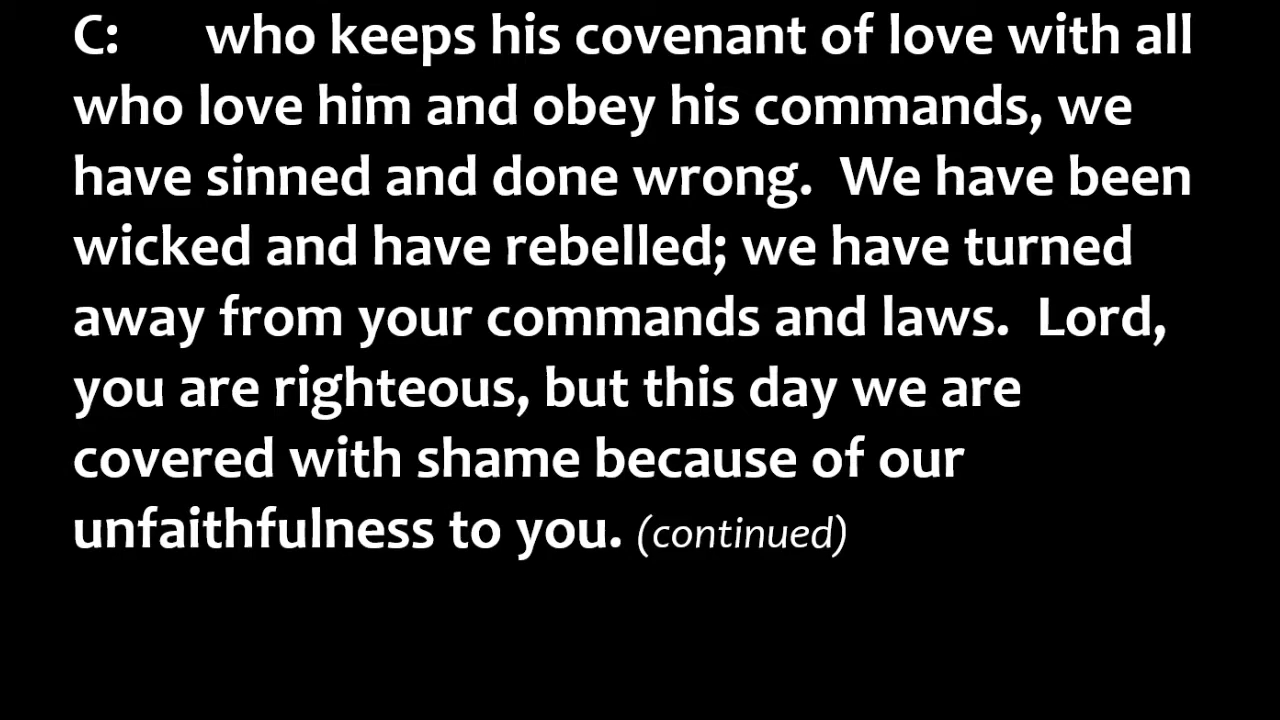 C: who keeps his covenant of love with all
who love him and obey his commands, we
have sinned and done wrong.  We have been
wicked and have rebelled; we have turned
away from your commands and laws.  Lord,
you are righteous, but this day we are
covered with shame because of our
unfaithfulness to you. (continued)